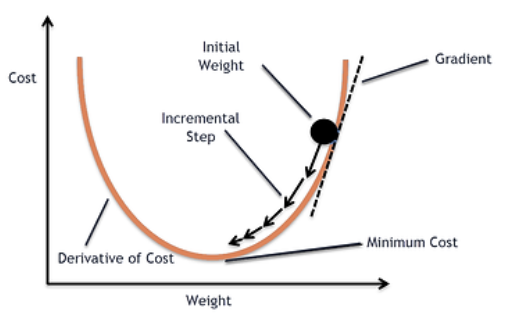 Initial
Weight
Gradient
Cost
Incremental
Step
Minimum Cost
Derivative of Cost
Weight